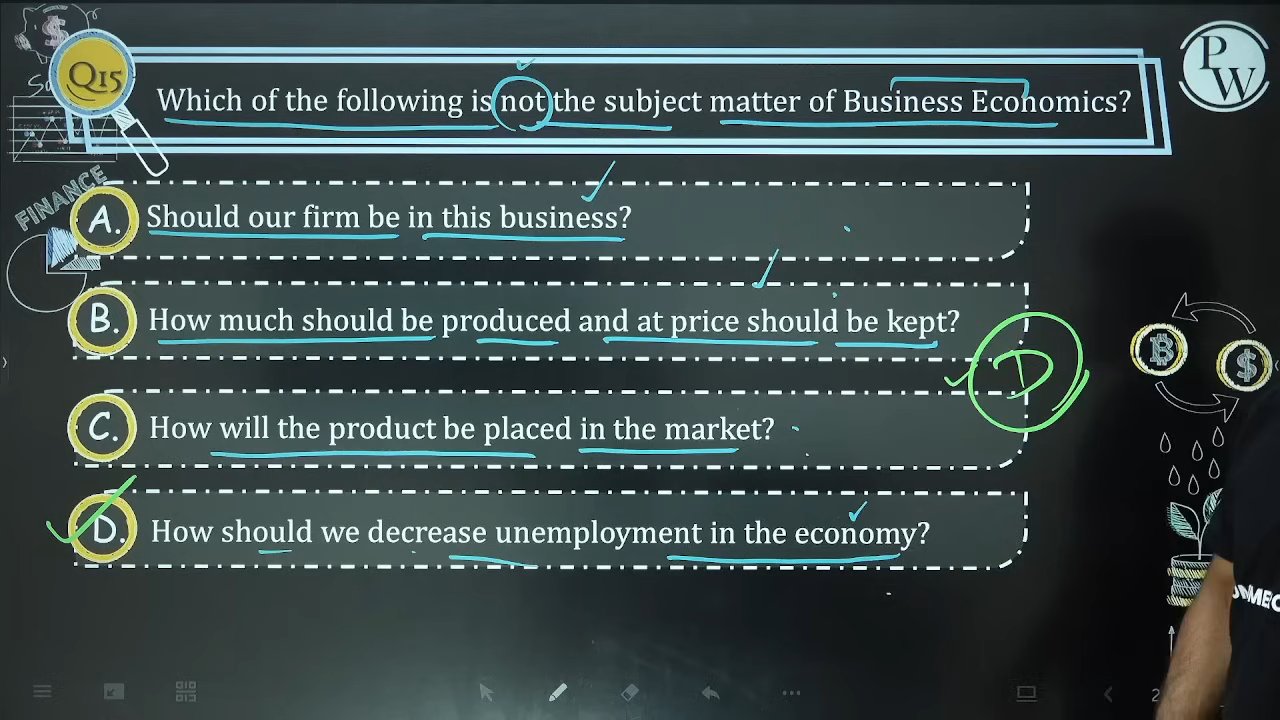 Q15
Which of the following is not the subject matter of Business Economics?
P
W
FINANCE
A. Should our firm be in this business?
B. How much should be produced and at price should be kept?
D
C. How will the product be placed in the market?
D. How should we decrease unemployment in the economy?
2